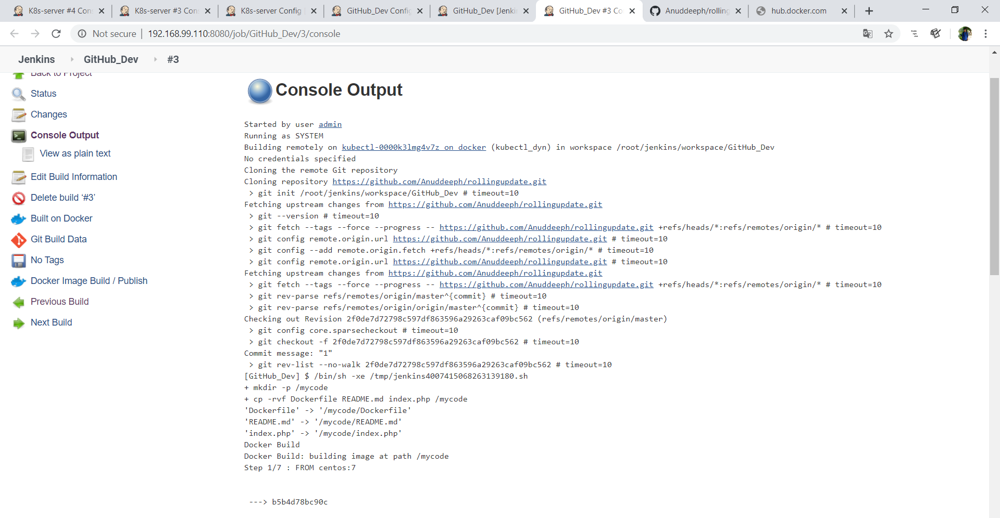 K8s-server #4 Con
K8s-server #3 Con
K8s-server Config
GitHub_Dev Config
GitHub_Dev [Jenki
GitHub_Dev #3 Co
Anuddeeph/rolling
hub.docker.com
Not secure
192.168.99.110:8080/job/GitHub_Dev/3/console
Jenkins
GitHub_Dev
#3
Back to Project
Status
Changes
Console Output
View as plain text
Edit Build Information
Delete build ‘#3’
Built on Docker
Git Build Data
No Tags
Docker Image Build / Publish
Previous Build
Next Build
Console Output
Started by user admin
Running as SYSTEM
Building remotely on kubectl-0000k3lmg4v7z on docker (kubectl_dyn) in workspace /root/jenkins/workspace/GitHub_Dev
No credentials specified
Cloning the remote Git repository
Cloning repository https://github.com/Anuddeeph/rollingupdate.git
> git init /root/jenkins/workspace/GitHub_Dev # timeout=10
Fetching upstream changes from https://github.com/Anuddeeph/rollingupdate.git
> git --version # timeout=10
> git fetch --tags --force --progress -- https://github.com/Anuddeeph/rollingupdate.git +refs/heads/*:refs/remotes/origin/* # timeout=10
> git config remote.origin.url https://github.com/Anuddeeph/rollingupdate.git # timeout=10
> git config --add remote.origin.fetch +refs/heads/*:refs/remotes/origin/* # timeout=10
> git config remote.origin.url https://github.com/Anuddeeph/rollingupdate.git # timeout=10
Fetching upstream changes from https://github.com/Anuddeeph/rollingupdate.git
> git fetch --tags --force --progress -- https://github.com/Anuddeeph/rollingupdate.git +refs/heads/*:refs/remotes/origin/* # timeout=10
> git rev-parse refs/remotes/origin/master^{commit} # timeout=10
> git rev-parse refs/remotes/origin/origin/master^{commit} # timeout=10
Checking out Revision 2f0de7d72798c597df863596a29263caf09bc562 (refs/remotes/origin/master)
> git config core.sparsecheckout # timeout=10
> git checkout -f 2f0de7d72798c597df863596a29263caf09bc562 # timeout=10
Commit message: "1"
> git rev-list --no-walk 2f0de7d72798c597df863596a29263caf09bc562 # timeout=10
[GitHub_Dev] $ /bin/sh -xe /tmp/jenkins4007415068263139180.sh
+ mkdir -p /mycode
+ cp -rvf Dockerfile README.md index.php /mycode
'Dockerfile' -> '/mycode/Dockerfile'
'README.md' -> '/mycode/README.md'
'index.php' -> '/mycode/index.php'
Docker Build
Docker Build: building image at path /mycode
Step 1/7 : FROM centos:7
---> b5b4d78bc90c